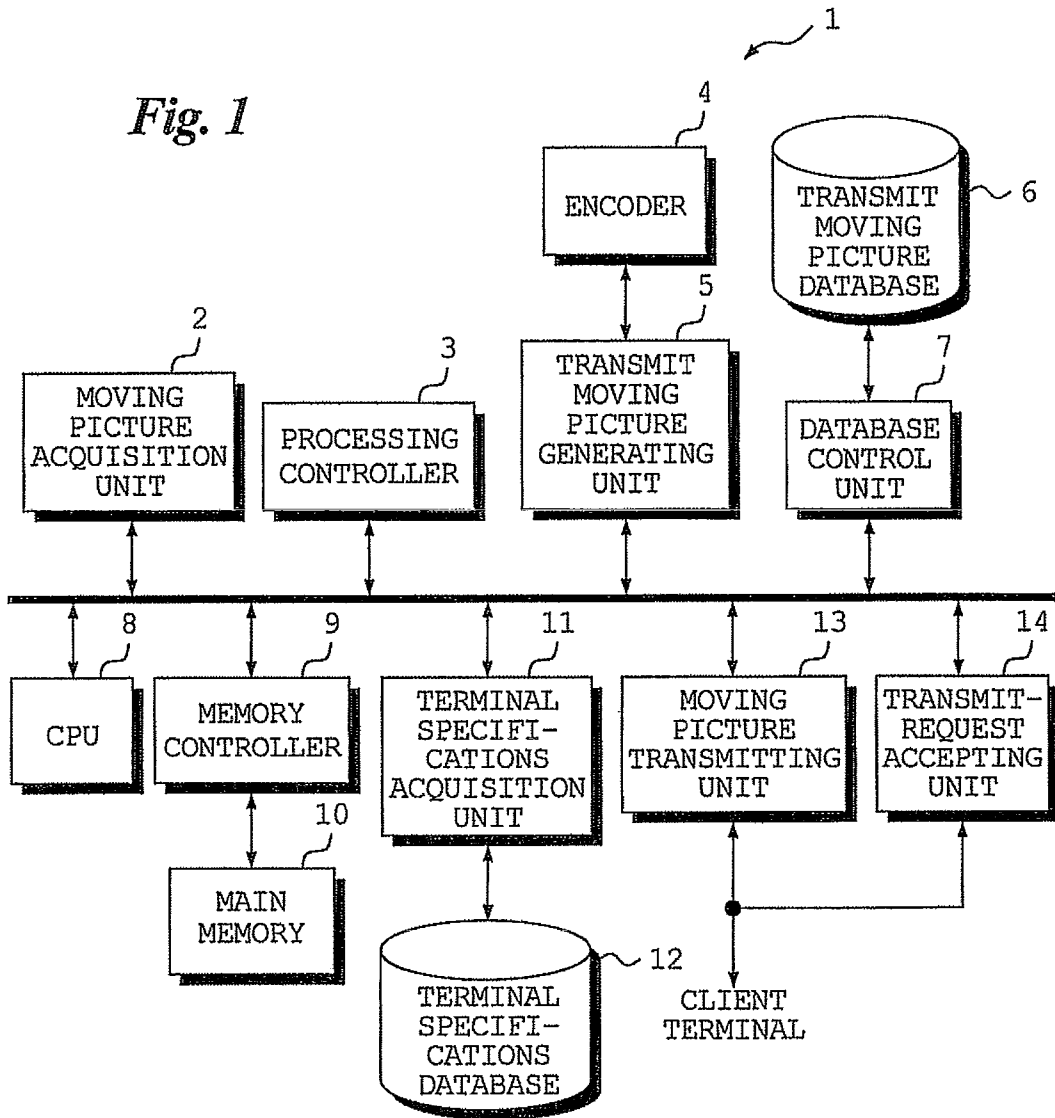 Fig. 1
1
4
ENCODER
6
TRANSMIT
MOVING
PICTURE
DATABASE
2
MOVING
PICTURE
ACQUISITION
UNIT
3
PROCESSING
CONTROLLER
5
TRANSMIT
MOVING
PICTURE
GENERATING
UNIT
7
DATABASE
CONTROL
UNIT
8
CPU
9
MEMORY
CONTROLLER
10
MAIN
MEMORY
11
TERMINAL
SPECIFI-
CATIONS
ACQUISITION
UNIT
12
TERMINAL
SPECIFI-
CATIONS
DATABASE
13
MOVING
PICTURE
TRANSMITTING
UNIT
14
TRANSMIT-
REQUEST
ACCEPTING
UNIT
CLIENT
TERMINAL